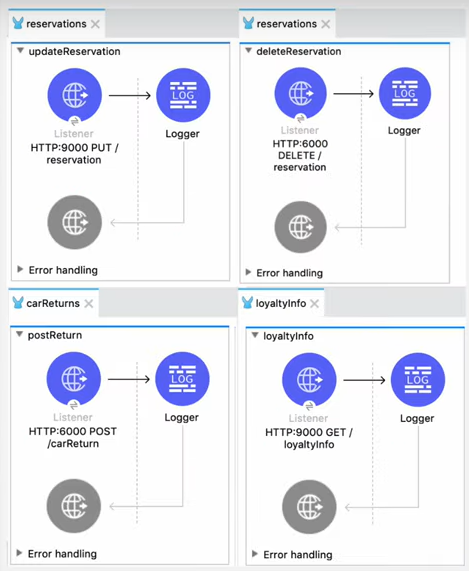 reservations
updateReservation
LOG
Listener
Logger
HTTP:9000 PUT /
reservation
Error handling
reservations
deleteReservation
LOG
Listener
Logger
HTTP:6000
DELETE /
reservation
Error handling
carReturns
postReturn
LOG
Listener
Logger
HTTP:6000 POST
/carReturn
Error handling
loyaltyInfo
loyaltyInfo
LOG
Listener
Logger
HTTP:9000 GET /
loyaltyInfo
Error handling